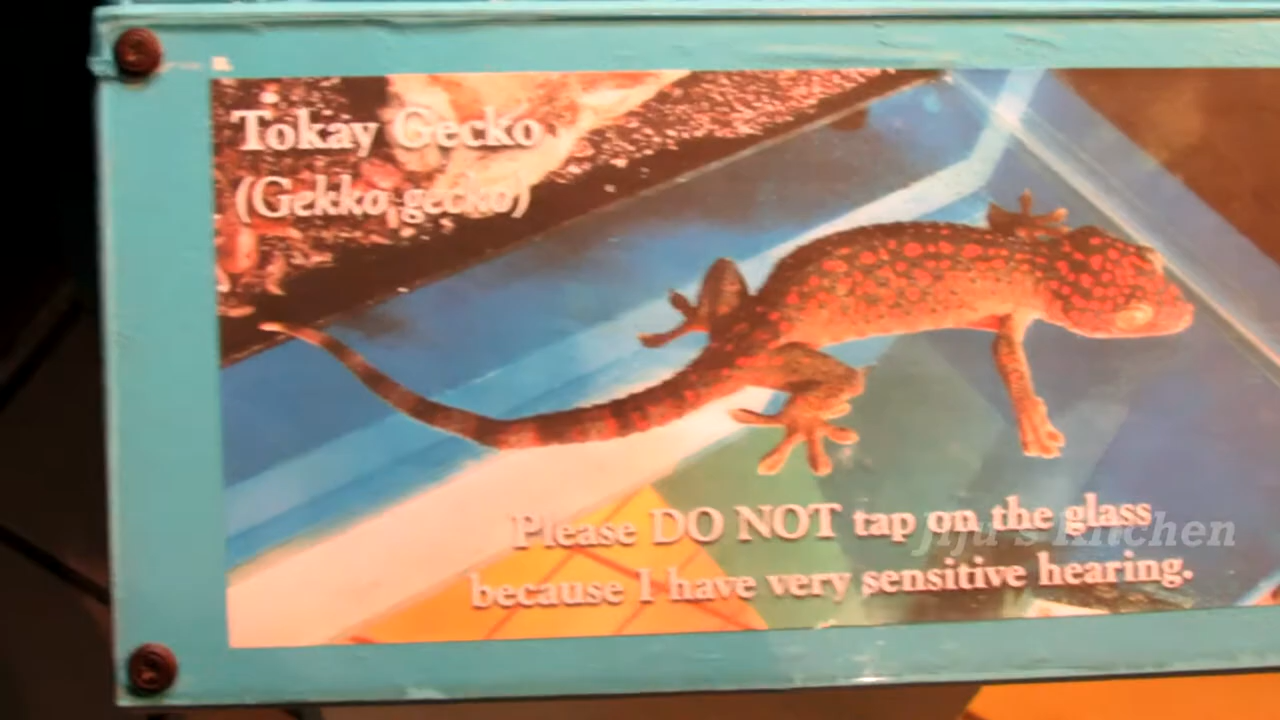 Tokay Gecko
(Gekko gecko)
Please DO NOT tap on the glass
because I have very sensitive hearing.
Jiju's Kitchen